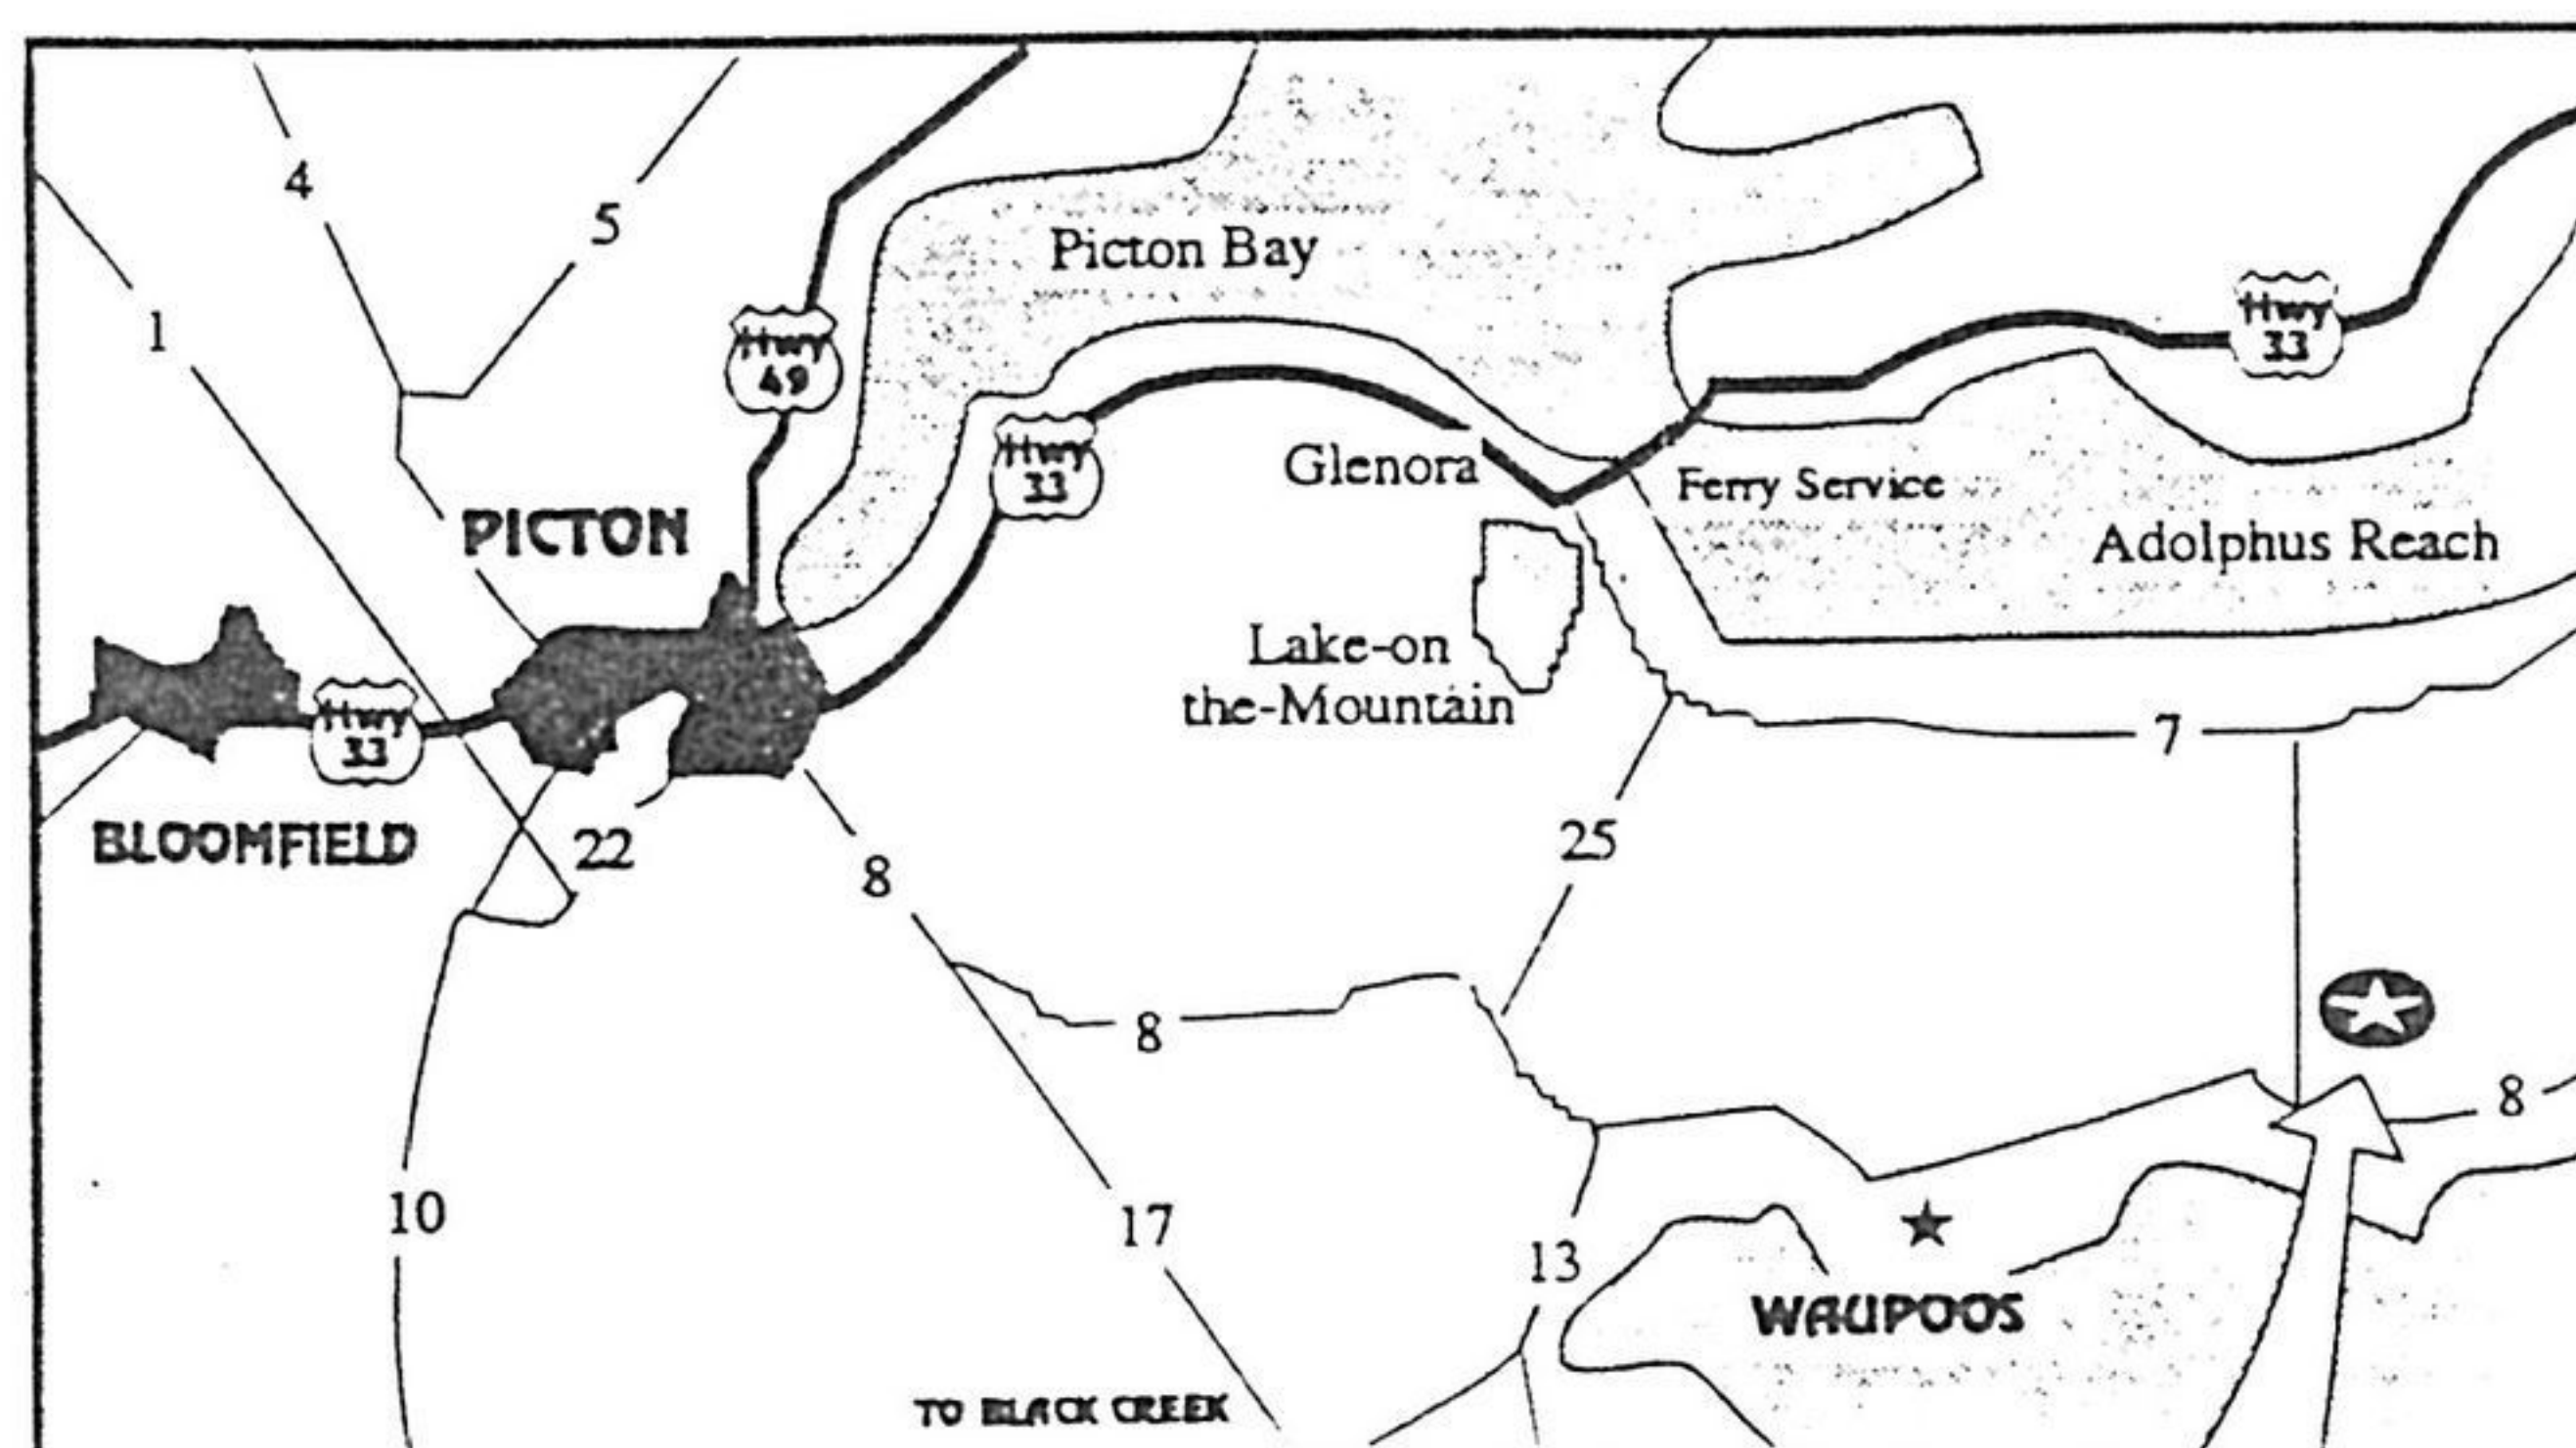 4
5
1
Picton Bay
Hwy
49
Hwy
33
Hwy
33
Glenora
Ferry Service
Adolphus Reach
PICTON
Lake-on
the-Mountain
Hwy
33
7
BLOOMFIELD
22
8
25
8
8
10
17
13
WAUPOOS
TO BLACK CREEK